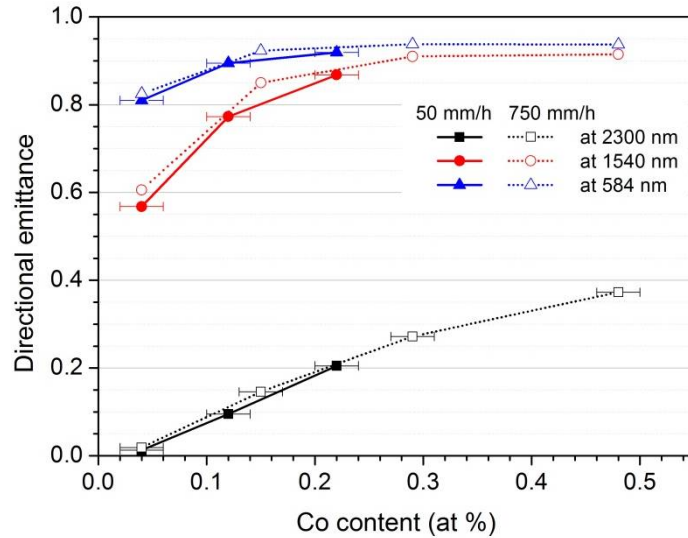 1.0
0.8
0.6
0.4
0.2
0.0
Directional emittance
50 mm/h 750 mm/h
at 2300 nm
at 1540 nm
at 584 nm
0.0 0.1 0.2 0.3 0.4 0.5
Co content (at %)